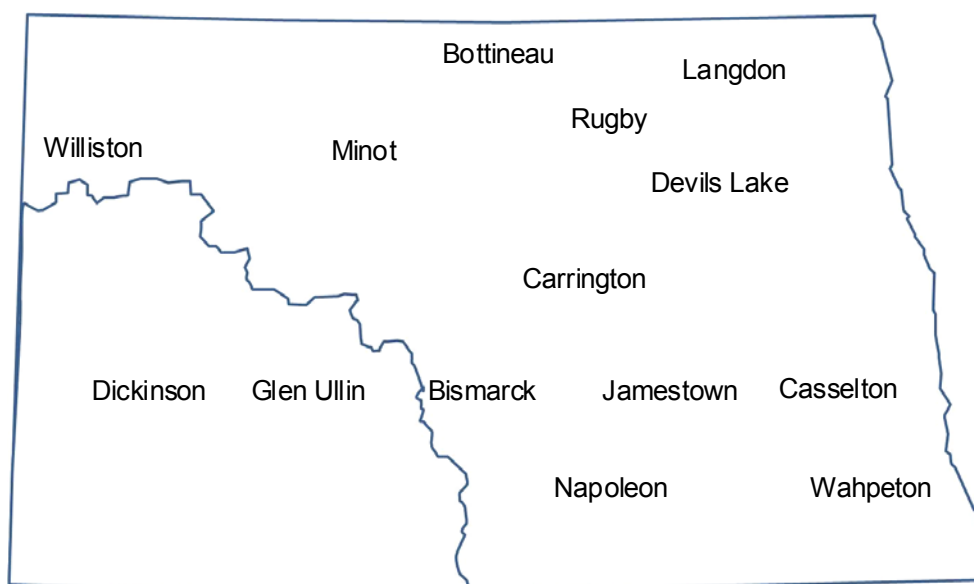 Bottineau
Langdon
Rugby
Williston
Minot
Devils Lake
Carrington
Dickinson
Glen Ullin
Bismarck
Jamestown
Casselton
Napoleon
Wahpeton